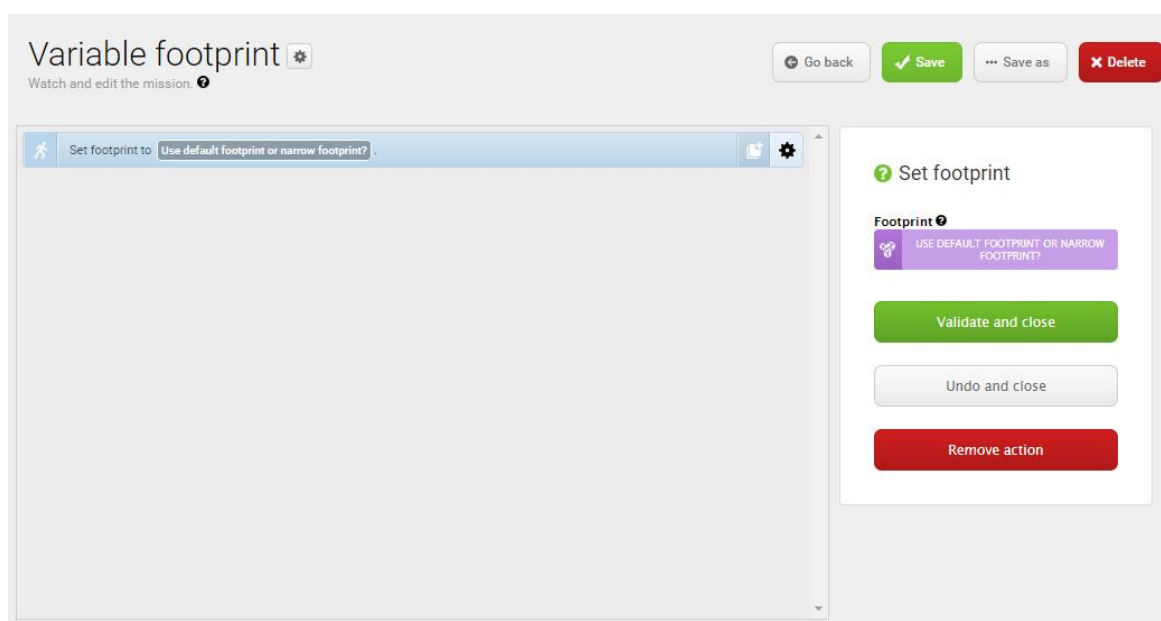 Variable footprint
Watch and edit the mission.
Go back
Save
Save as
Delete
Set footprint to Use default footprint or narrow footprint? .
Set footprint
Footprint
USE DEFAULT FOOTPRINT OR NARROW
FOOTPRINT?
Validate and close
Undo and close
Remove action